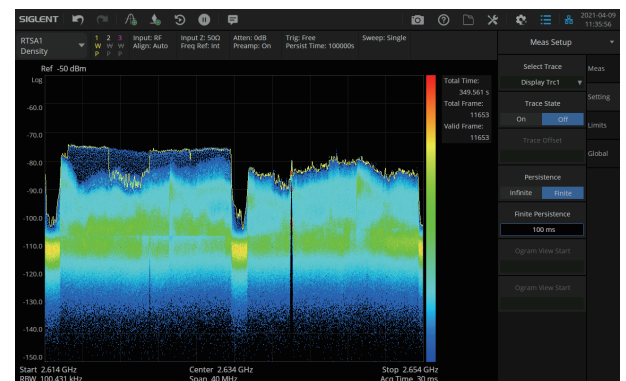 SIGLENT
2021-04-09
11:35:56
RTSA1
Density
1 2 3
W W W
P P P
Input: RF
Align: Auto
Input Z: 50Ω
Freq Ref: Int
Atten: 0dB
Preamp: On
Trig: Free
Persist Time: 100000s
Sweep: Single
Ref -50 dBm
Log
-60.0
-70.0
-80.0
-90.0
-100.0
-110.0
-120.0
-130.0
-140.0
-150.0
Start 2.614 GHz
RBW 100.431 kHz
Center 2.634 GHz
Span 40 MHz
Stop 2.654 GHz
Acq Time 30 ms
Total Time:
349.561 s
Total Frame:
11653
Valid Frame:
11653
Meas Setup
Select Trace
Display Trc1
Trace State
On Off
Trace Offset
Persistence
Infinite Finite
Finite Persistence
100 ms
Ogram View Start
Ogram View Start
Meas
Setting
Limits
Global